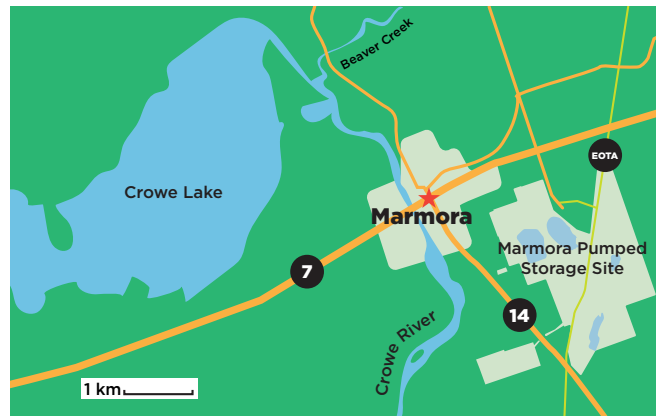 Beaver Creek
EOTA
Crowe Lake
Marmora
Marmora Pumped
Storage Site
7
14
Crowe River
1 km